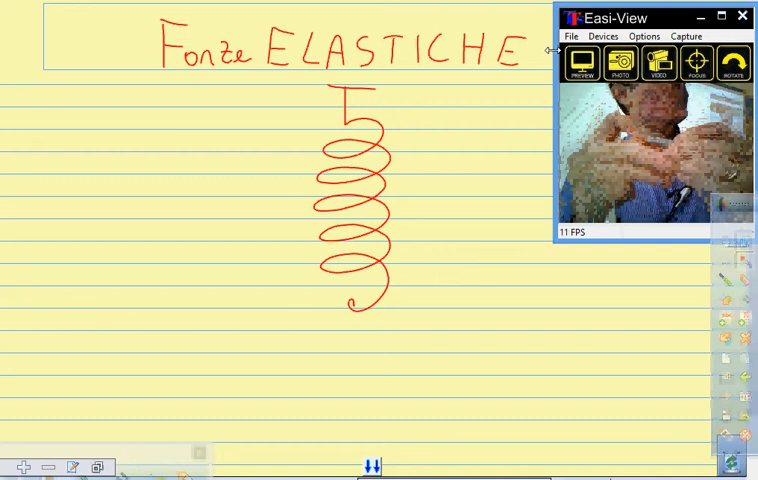 Forze ELASTICHE
Easi-View
File Devices Options Capture
PREVIEW PHOTO VIDEO FOCUS ROTATE
11 FPS